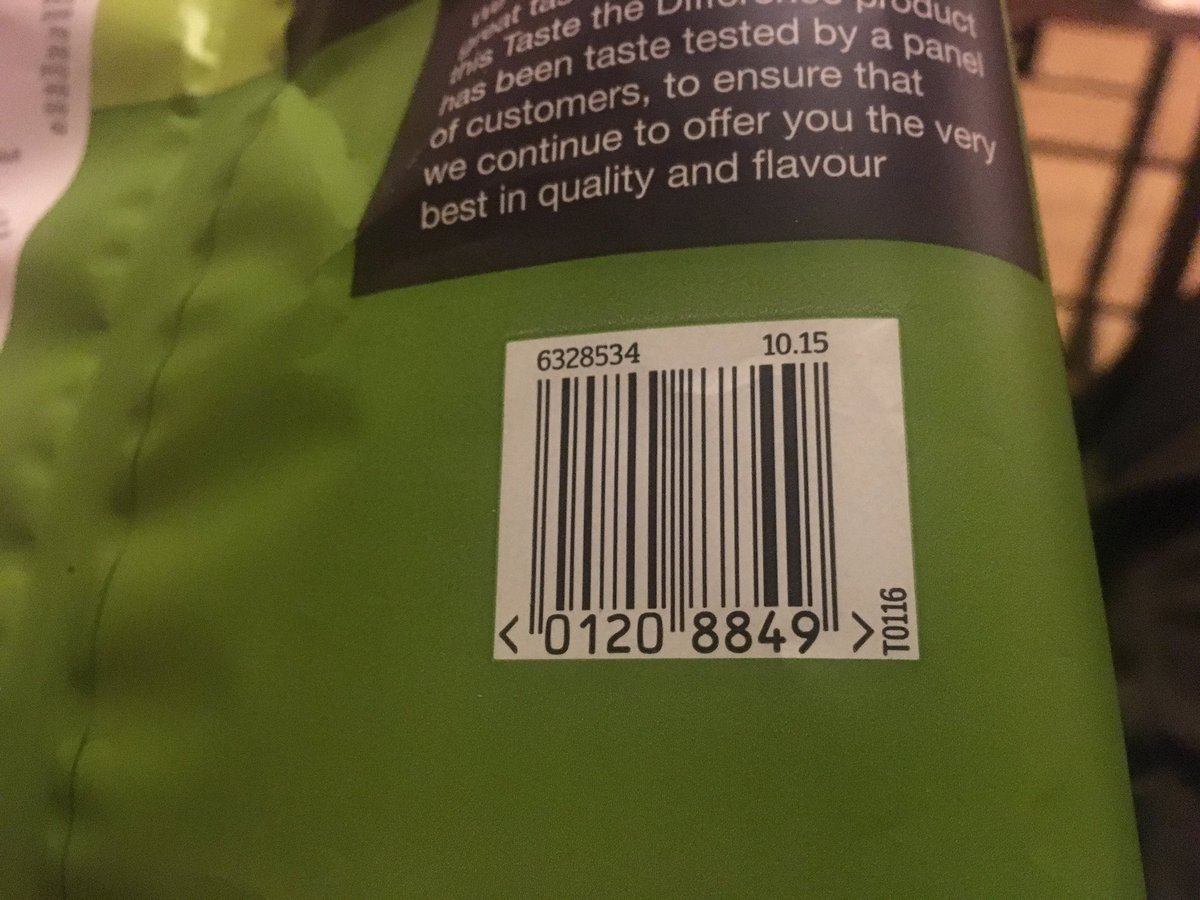 great
this Taste the Difference product
has been taste tested by a panel
of customers, to ensure that
we continue to offer you the very
best in quality and flavour
6328534 10.15
<0120 8849>
T0116